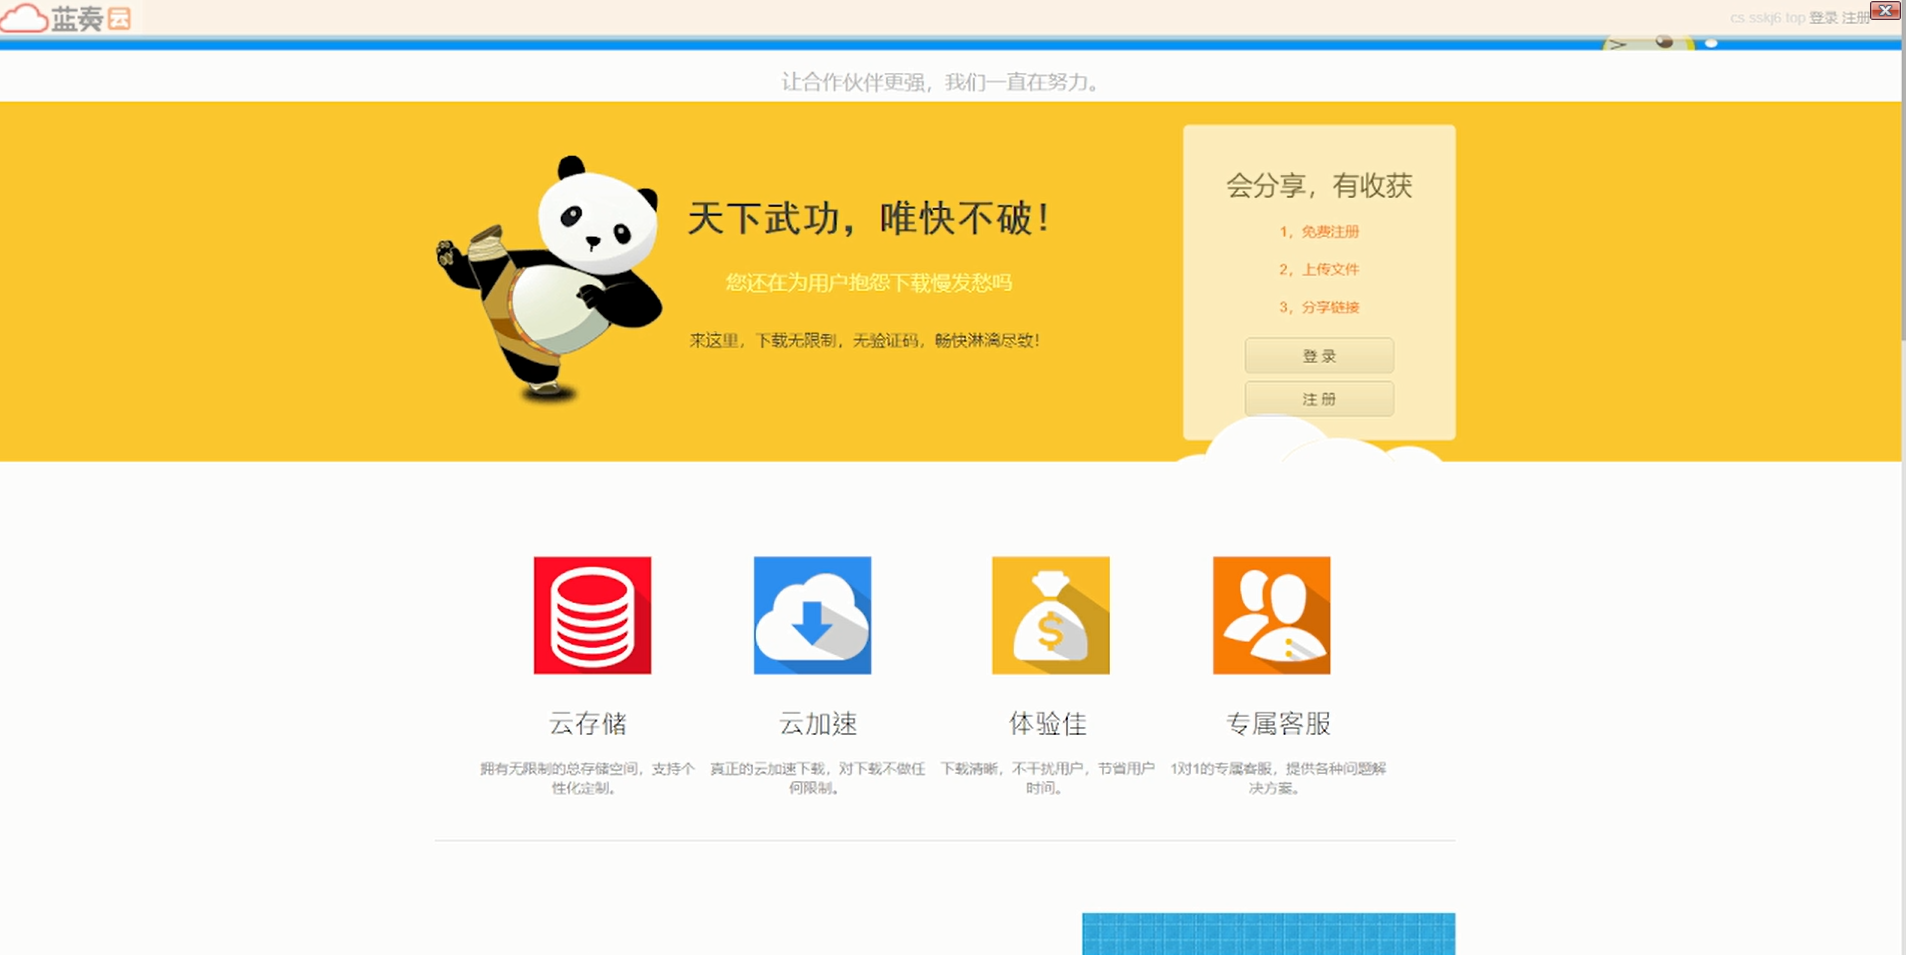 蓝奏云
cs.sskj6.top 登录 注册
让合作伙伴更强，我们一直在努力。
天下武功，唯快不破！
您还在为用户抱怨下载慢发愁吗
来这里，下载无限制，无验证码，畅快淋漓尽致！
会分享，有收获
1，免费注册
2，上传文件
3，分享链接
登 录
注 册
云存储
拥有无限制的总存储空间，支持个
性化定制。
云加速
真正的云加速下载，对下载不做任
何限制。
体验佳
下载清晰，不干扰用户，节省用户
时间。
专属客服
1对1的专属客服，提供各种问题解
决方案。